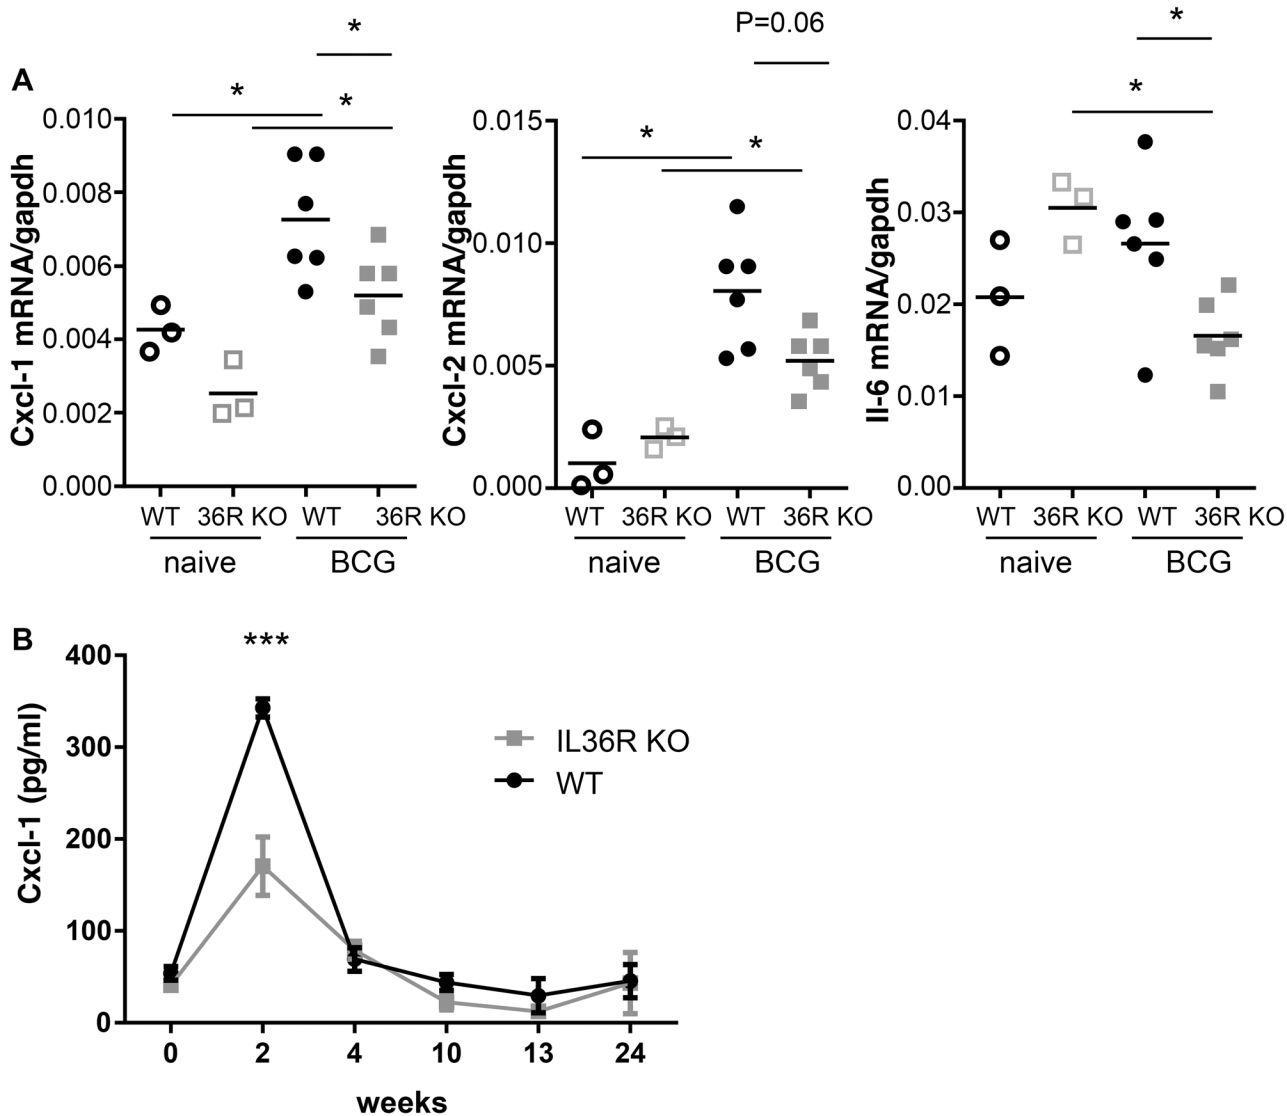 A
P=0.06
*
*
*
*
*
*
*
Cxcl-1 mRNA/gapdh
0.010
0.008
0.006
0.004
0.002
0.000
WT 36R KO WT 36R KO
naive BCG
Cxcl-2 mRNA/gapdh
0.015
0.010
0.005
0.000
WT 36R KO WT 36R KO
naive BCG
Il-6 mRNA/gapdh
0.04
0.03
0.02
0.01
0.00
WT 36R KO WT 36R KO
naive BCG
B
***
Cxcl-1 (pg/ml)
400
300
200
100
0
IL36R KO
WT
0 2 4 10 13 24
weeks